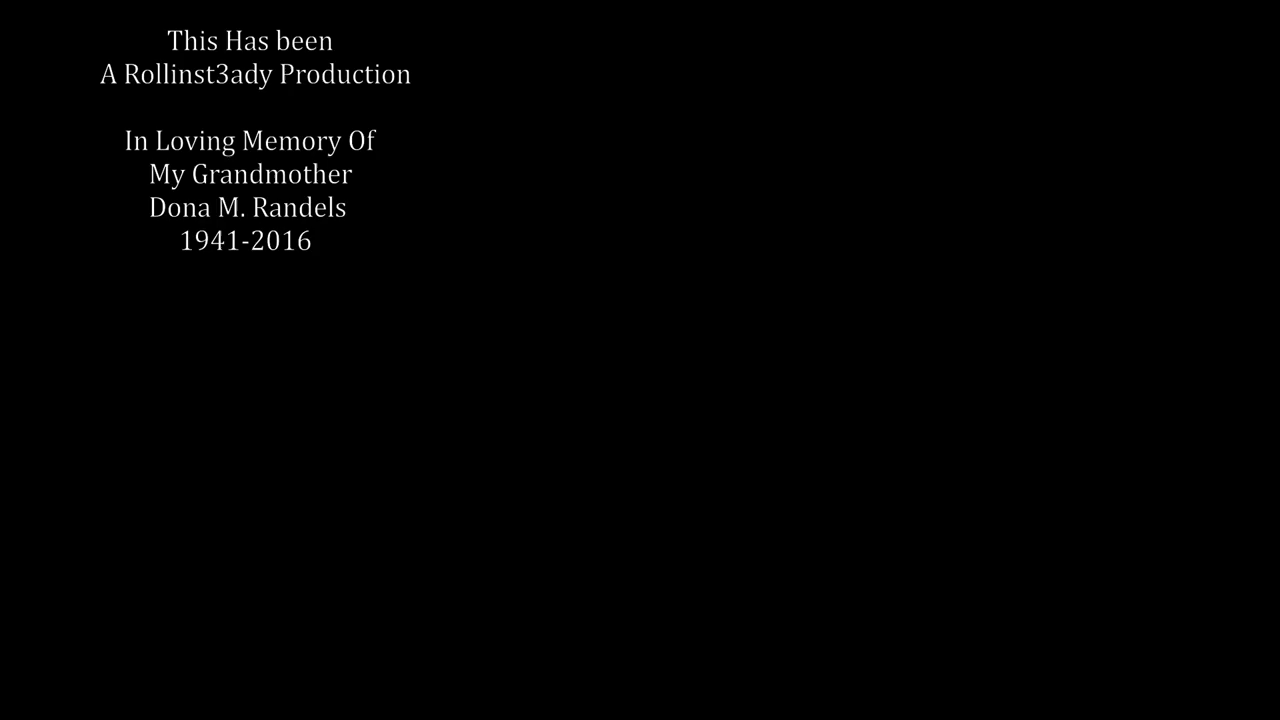 This Has been
A Rollinst3ady Production
In Loving Memory Of
My Grandmother
Dona M. Randels
1941-2016